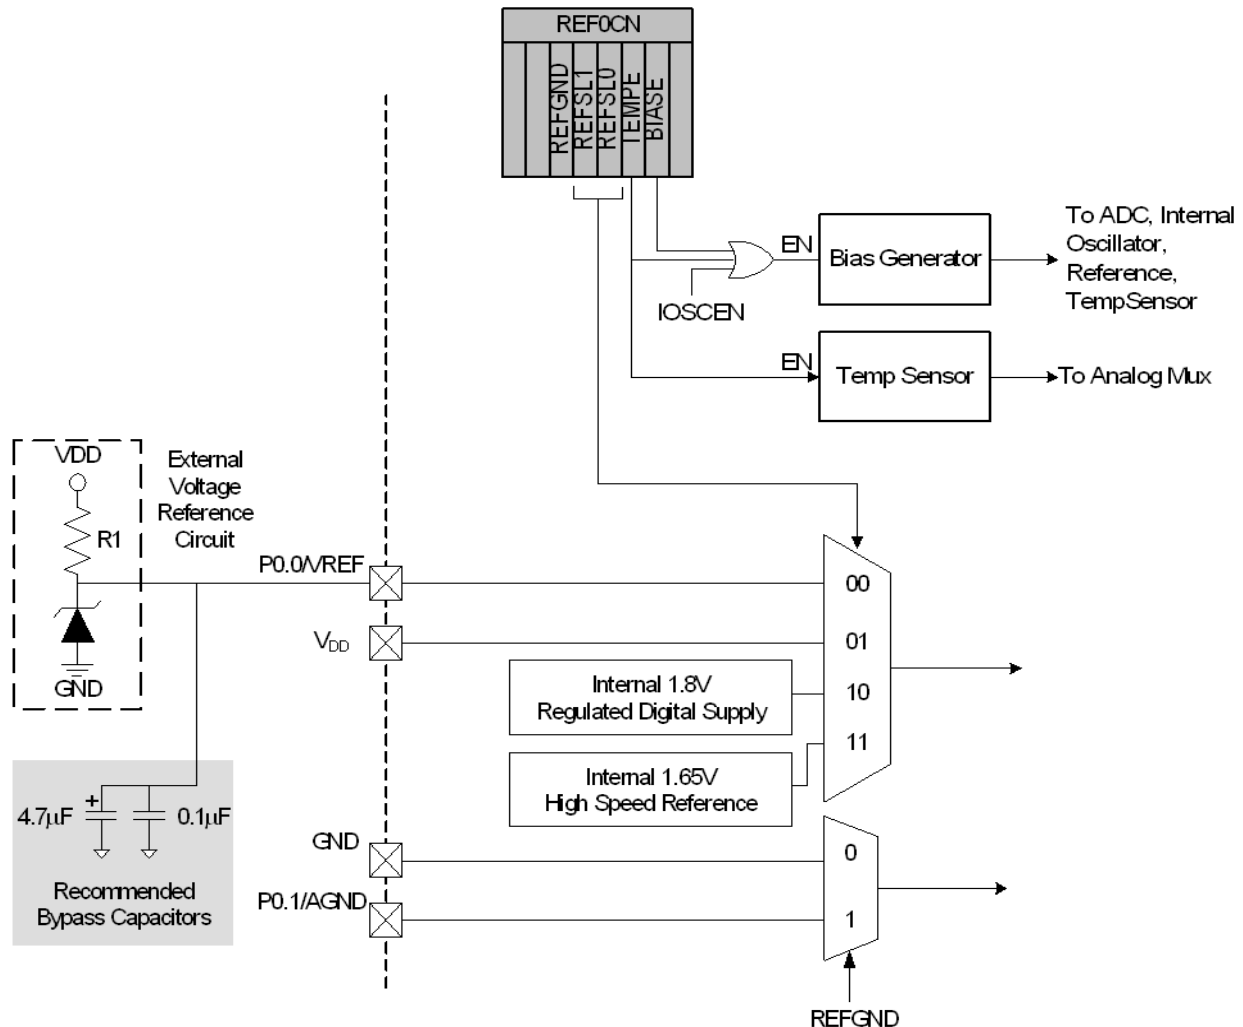 REF0CN
REFGND
REFSL1
REFSL0
TEMPE
BIASE
EN
Bias Generator
To ADC, Internal
Oscillator,
Reference,
TempSensor
IOSCEN
EN
Temp Sensor
To Analog Mux
VDD
R1
GND
External
Voltage
Reference
Circuit
P0.0/VREF
VDD
00
01
10
11
Internal 1.8V
Regulated Digital Supply
Internal 1.65V
High Speed Reference
4.7µF
+
0.1µF
Recommended
Bypass Capacitors
GND
P0.1/AGND
0
1
REFGND